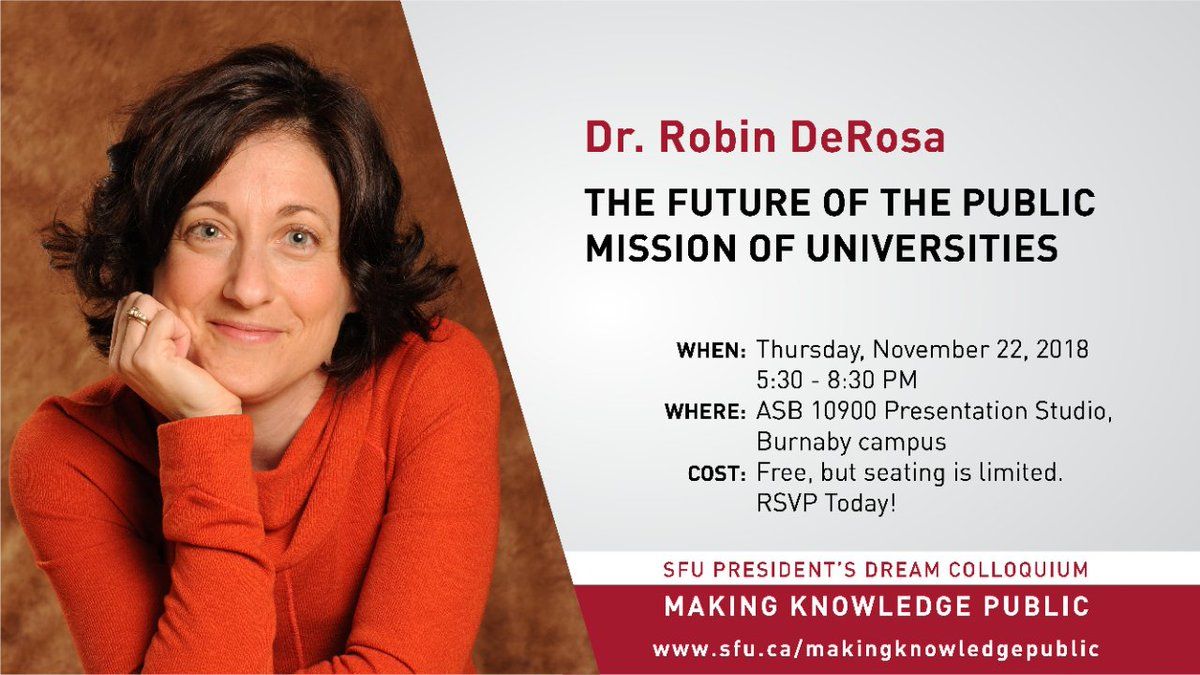 Dr. Robin DeRosa
THE FUTURE OF THE PUBLIC
MISSION OF UNIVERSITIES
WHEN: Thursday, November 22, 2018
5:30 - 8:30 PM
WHERE: ASB 10900 Presentation Studio,
Burnaby campus
COST: Free, but seating is limited.
RSVP Today!
SFU PRESIDENT'S DREAM COLLOQUIUM
MAKING KNOWLEDGE PUBLIC
www.sfu.ca/makingknowledgepublic